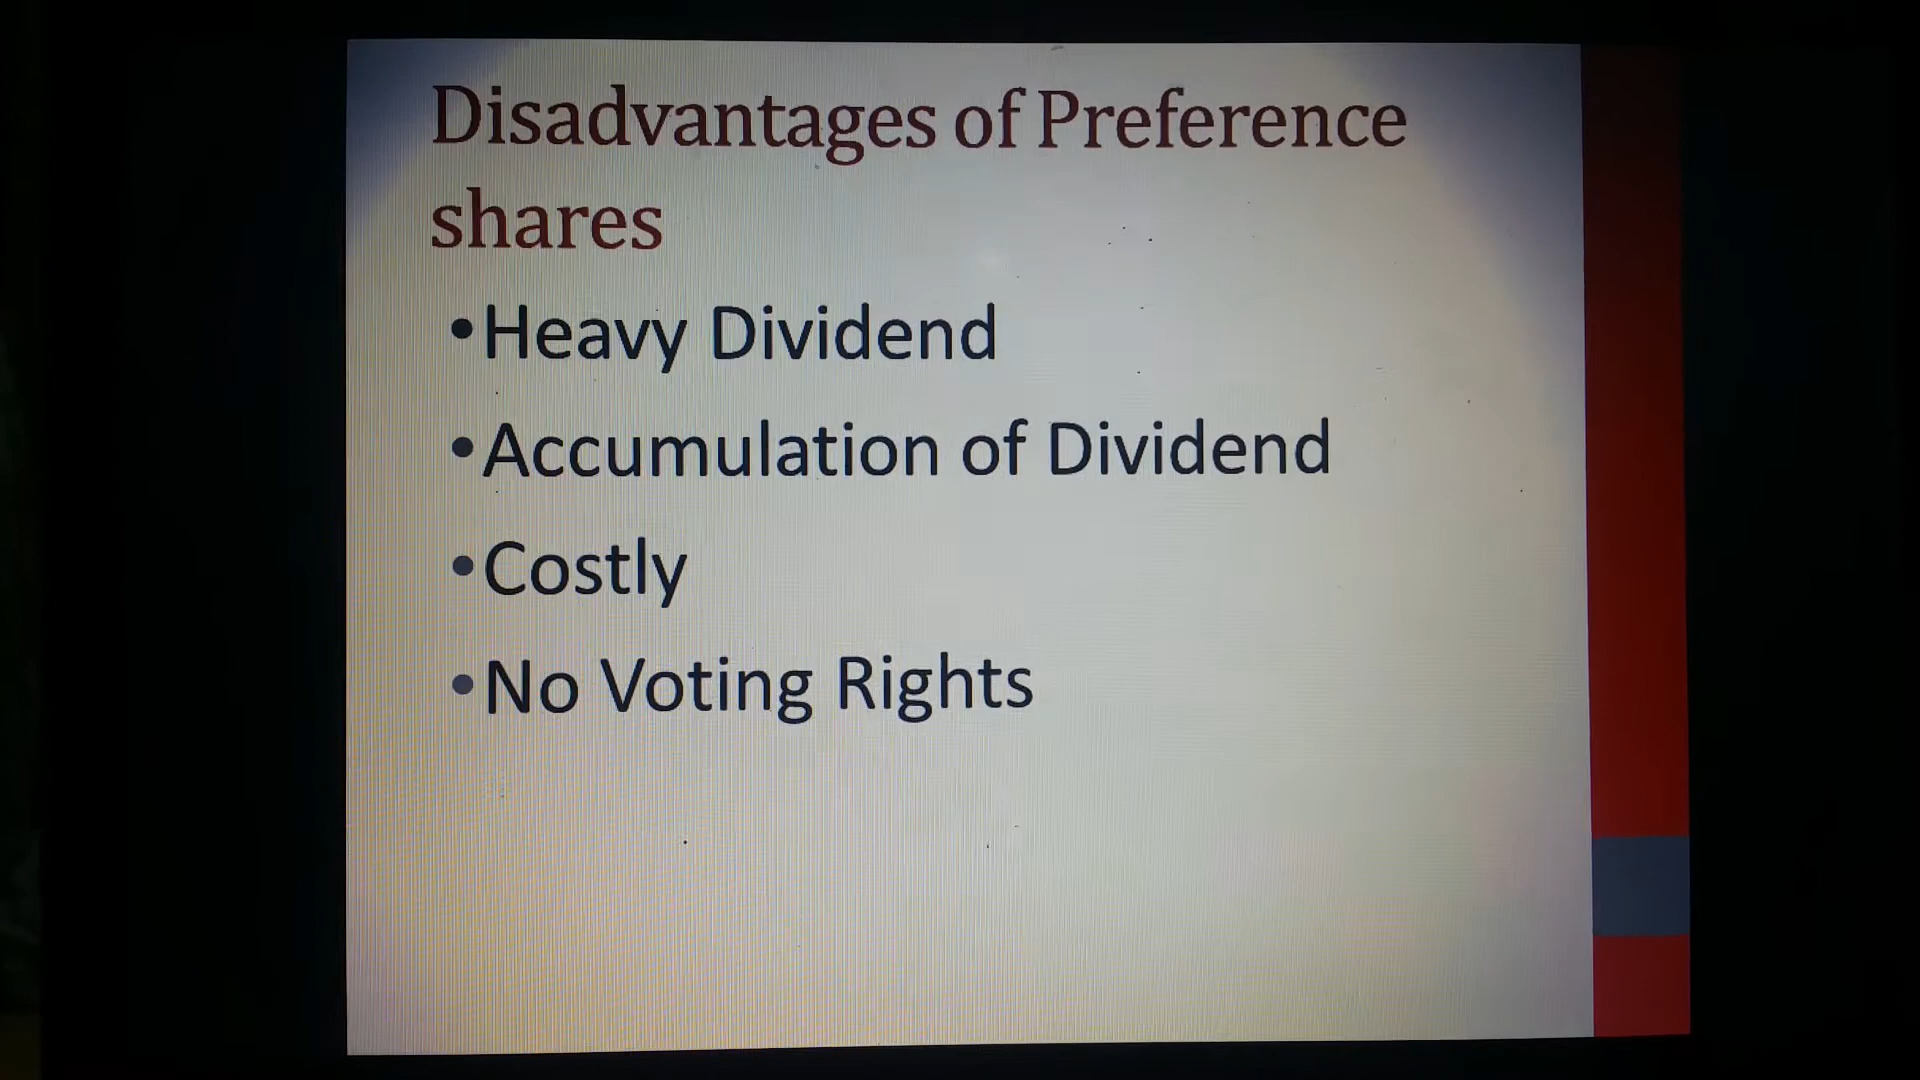 Disadvantages of Preference
shares
•Heavy Dividend
•Accumulation of Dividend
•Costly
•No Voting Rights